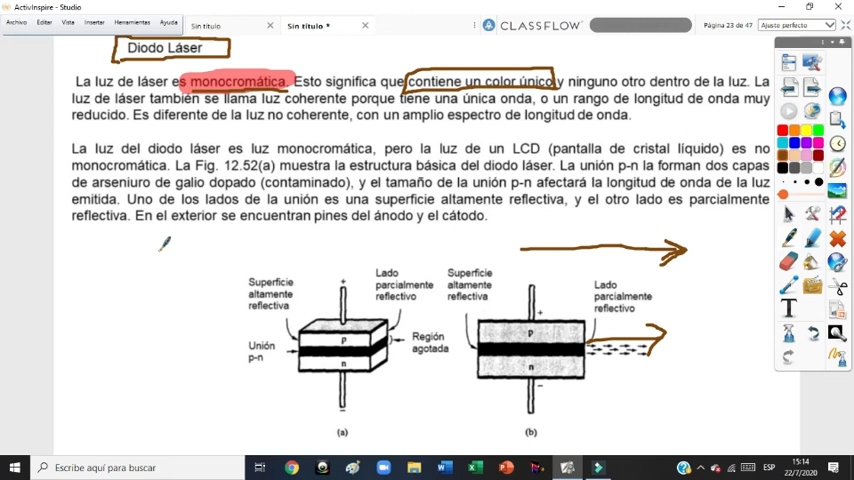 ActivInspire - Studio
Archivo Editar Vista Insertar Herramientas Ayuda
Sin título
Sin título *
CLASSFLOW
Página 23 de 47
Ajuste perfecto
Diodo Láser
La luz de láser es monocromática. Esto significa que contiene un color único y ninguno otro dentro de la luz. La
luz de láser también se llama luz coherente porque tiene una única onda, o un rango de longitud de onda muy
reducido. Es diferente de la luz no coherente, con un amplio espectro de longitud de onda.
La luz del diodo láser es luz monocromática, pero la luz de un LCD (pantalla de cristal líquido) es no
monocromática. La Fig. 12.52(a) muestra la estructura básica del diodo láser. La unión p-n la forman dos capas
de arseniuro de galio dopado (contaminado), y el tamaño de la unión p-n afectará la longitud de onda de la luz
emitida. Uno de los lados de la unión es una superficie altamente reflectiva, y el otro lado es parcialmente
reflectiva. En el exterior se encuentran pines del ánodo y el cátodo.
Superficie
altamente
reflectiva
+
Lado
parcialmente
reflectivo
Unión
p-n
p
n
Región
agotada
−
(a)
Superficie
altamente
reflectiva
+
Lado
parcialmente
reflectivo
p
n
−
(b)
Escribe aquí para buscar
ESP
15:14
22/7/2020